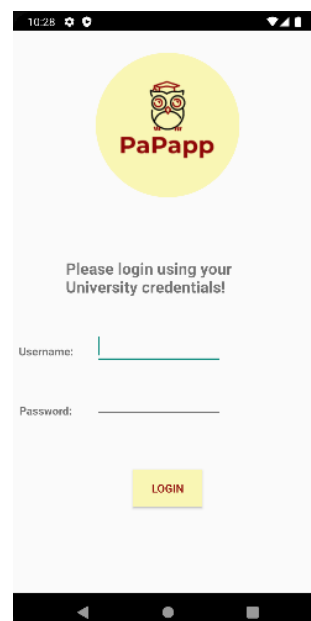 10:28
PaPapp
Please login using your
University credentials!
Username:
Password:
LOGIN